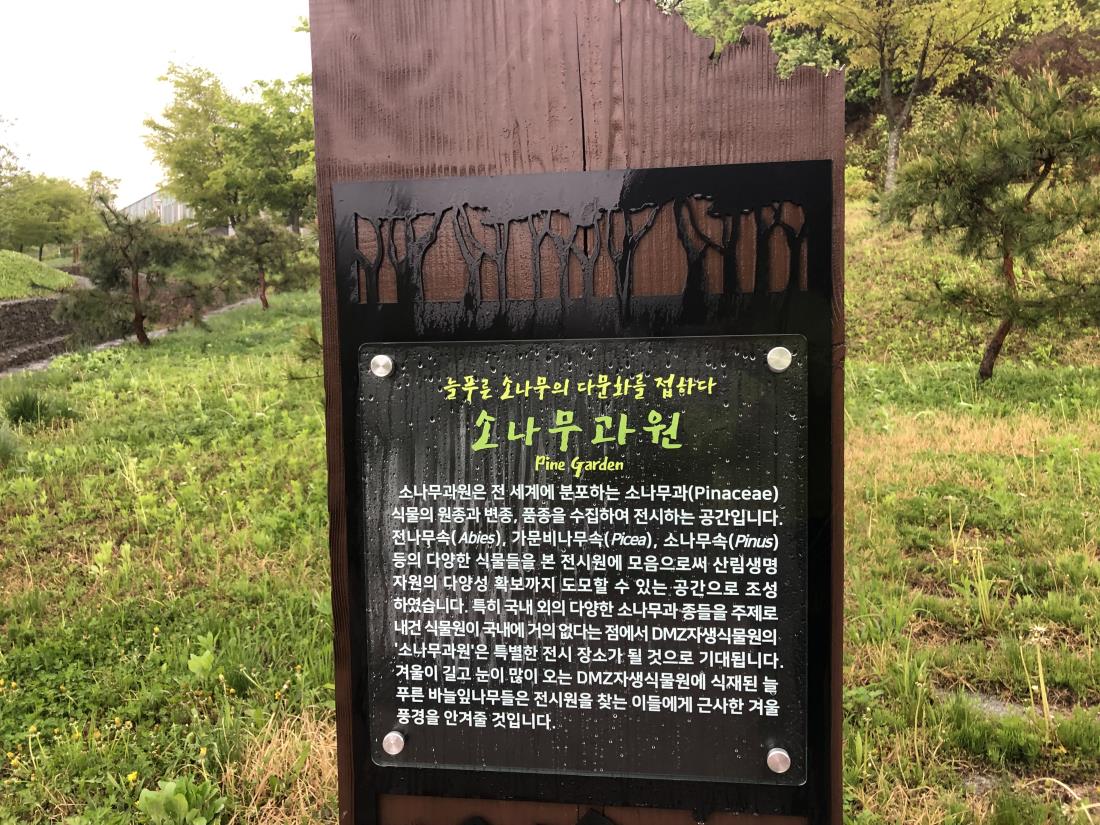 늘푸른 소나무의 다문화를 접하다
소나무과원
Pine Garden
소나무과원은 전 세계에 분포하는 소나무과(Pinaceae)
식물의 원종과 변종, 품종을 수집하여 전시하는 공간입니다.
전나무속(Abies), 가문비나무속(Picea), 소나무속(Pinus)
등의 다양한 식물들을 본 전시원에 모음으로써 산림생명
자원의 다양성 확보까지 도모할 수 있는 공간으로 조성
하였습니다. 특히 국내 외의 다양한 소나무과 종들을 주제로
내건 식물원이 국내에 거의 없다는 점에서 DMZ자생식물원의
'소나무과원'은 특별한 전시 장소가 될 것으로 기대됩니다.
겨울이 길고 눈이 많이 오는 DMZ자생식물원에 식재된 늘
푸른 바늘잎나무들은 전시원을 찾는 이들에게 근사한 겨울
풍경을 안겨줄 것입니다.